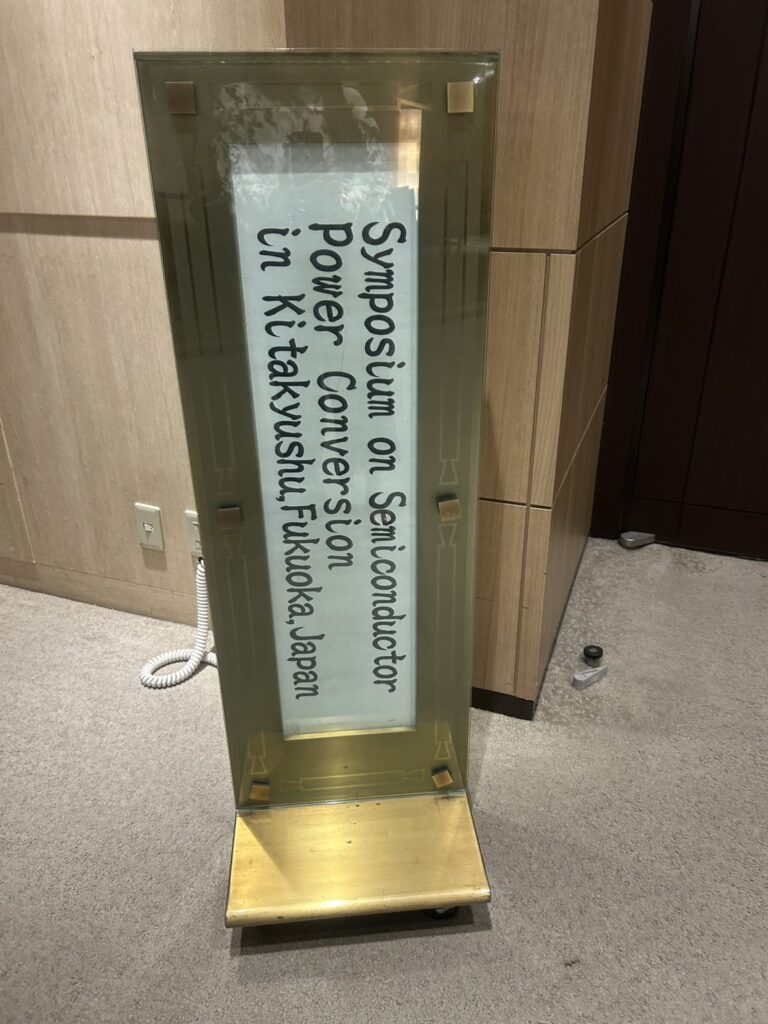 Symposium on Semiconductor
Power Conversion
in Kitakyushu,Fukuoka,Japan